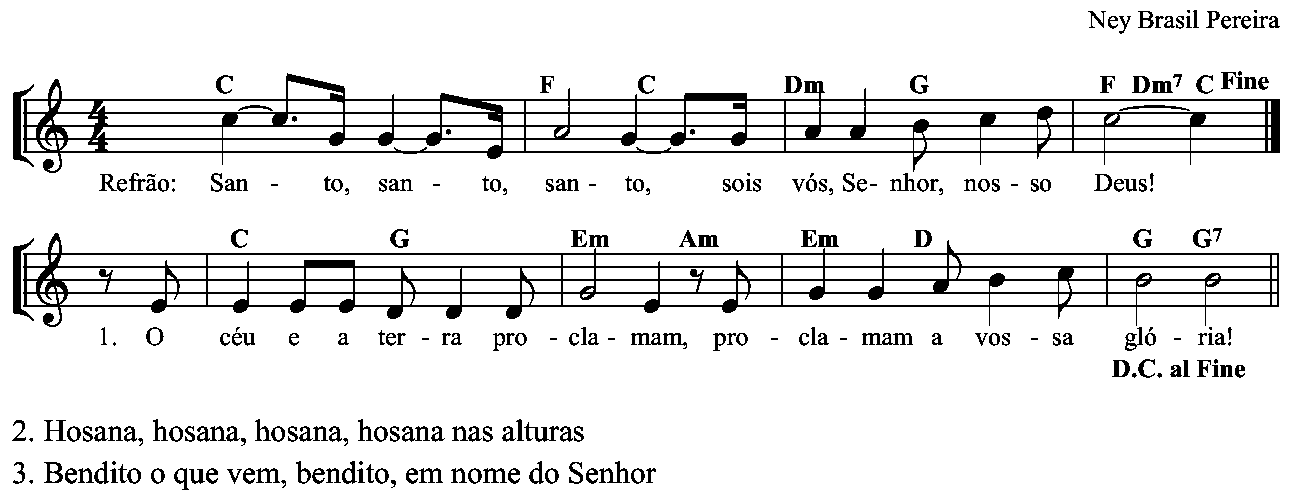 Ney Brasil Pereira
C F C Dm G F Dm7 C Fine
4
4
Refrão: San - to, san - to, san - to, sois vós, Se- nhor, nos- so Deus!
C G Em Am Em D G G7
1. O céu e a ter- ra pro - cla- mam, pro - cla - mam a vos - sa gló - ria!
D.C. al Fine
2. Hosana, hosana, hosana, hosana nas alturas
3. Bendito o que vem, bendito, em nome do Senhor